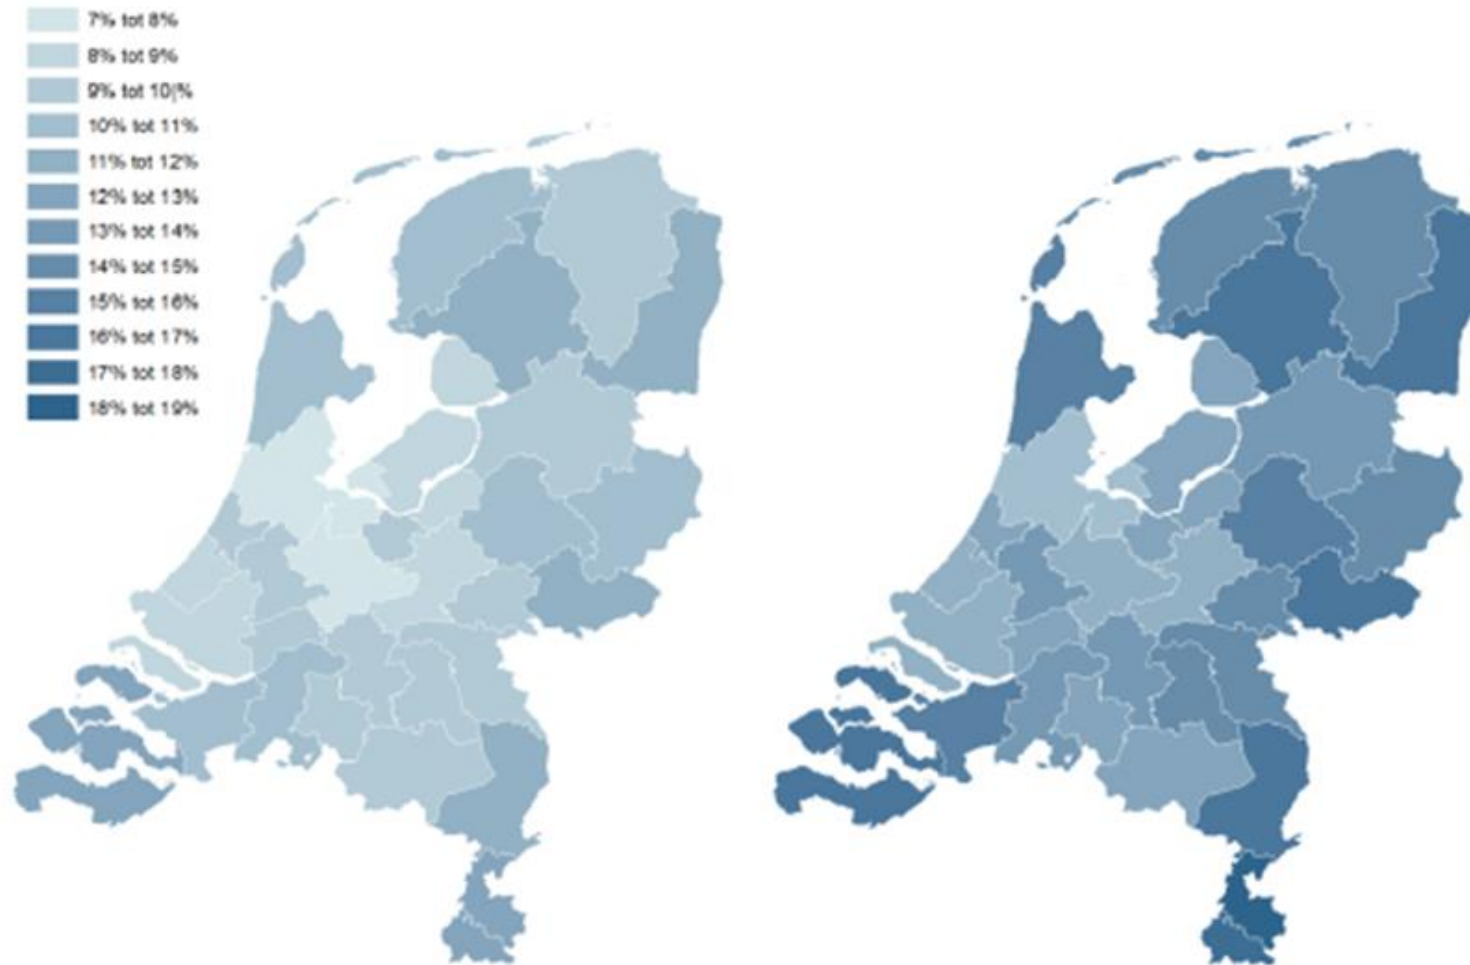 7% tot 8%
8% tot 9%
9% tot 10|%
10% tot 11%
11% tot 12%
12% tot 13%
13% tot 14%
14% tot 15%
15% tot 16%
16% tot 17%
17% tot 18%
18% tot 19%